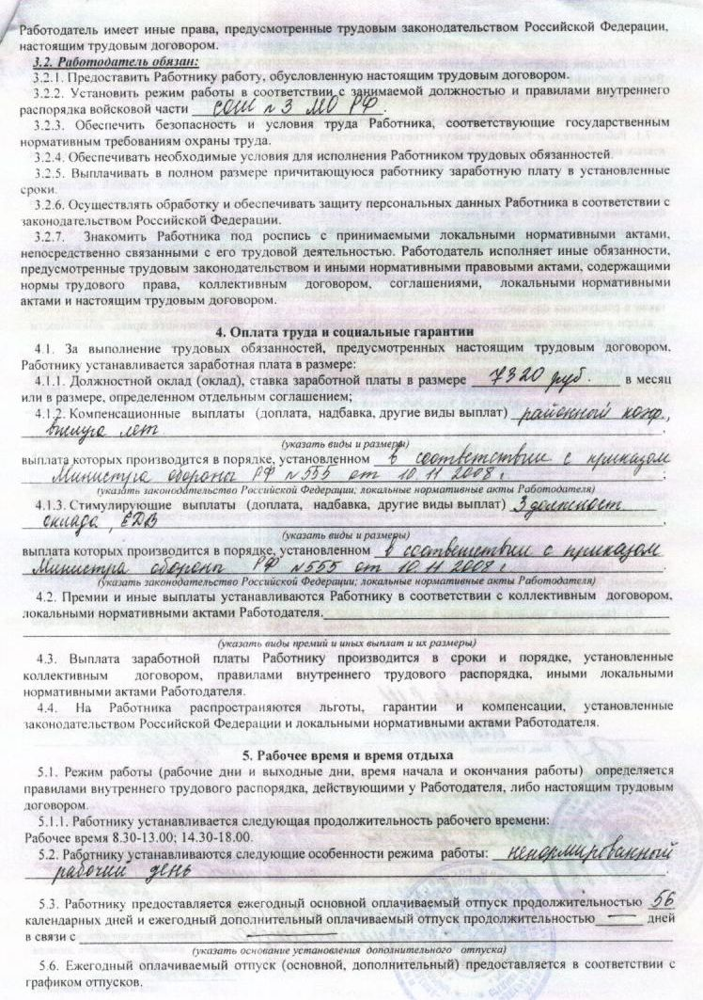 Работодатель имеет иные права, предусмотренные трудовым законодательством Российской Федерации,
настоящим трудовым договором.
3.2. Работодатель обязан:
3.2.1. Предоставить Работнику работу, обусловленную настоящим трудовым договором.
3.2.2. Установить режим работы в соответствии с занимаемой должностью и правилами внутреннего
распорядка войсковой части СОШ №3 МО РФ.
3.2.3. Обеспечить безопасность и условия труда Работника, соответствующие государственным
нормативным требованиям охраны труда.
3.2.4. Обеспечивать необходимые условия для исполнения Работником трудовых обязанностей.
3.2.5. Выплачивать в полном размере причитающуюся работнику заработную плату в установленные
сроки.
3.2.6. Осуществлять обработку и обеспечивать защиту персональных данных Работника в соответствии с
законодательством Российской Федерации.
3.2.7. Знакомить Работника под роспись с принимаемыми локальными нормативными актами,
непосредственно связанными с его трудовой деятельностью. Работодатель исполняет иные обязанности,
предусмотренные трудовым законодательством и иными нормативными правовыми актами, содержащими
нормы трудового права, коллективным договором, соглашениями, локальными нормативными
актами и настоящим трудовым договором.
4. Оплата труда и социальные гарантии
4.1. За выполнение трудовых обязанностей, предусмотренных настоящим трудовым договором.
Работнику устанавливается заработная плата в размере:
4.1.1. Должностной оклад (оклад), ставка заработной платы в размере 7320 руб. в месяц
или в размере, определенном отдельным соглашением;
4.1.2. Компенсационные выплаты (доплата, надбавка, другие виды выплат) районный коэф.,
выслуга лет.
(указать виды и размеры)
выплата которых производится в порядке, установленном в соответствии с приказом
Министра обороны РФ №555 от 10.11.2008г.
(указать законодательство Российской Федерации; локальные нормативные акты Работодателя)
4.1.3. Стимулирующие выплаты (доплата, надбавка, другие виды выплат) 3 должност
оклада, ЕДВ.
(указать виды и размеры)
выплата которых производится в порядке, установленном в соответствии с приказом
Министра обороны РФ №555 от 10.11.2008г.
(указать законодательство Российской Федерации; локальные нормативные акты Работодателя)
4.2. Премии и иные выплаты устанавливаются Работнику в соответствии с коллективным договором,
локальными нормативными актами Работодателя.
(указать виды премий и иных выплат и их размеры)
4.3. Выплата заработной платы Работнику производится в сроки и порядке, установленные
коллективным договором, правилами внутреннего трудового распорядка, иными локальными
нормативными актами Работодателя.
4.4. На Работника распространяются льготы, гарантии и компенсации, установленные
законодательством Российской Федерации и локальными нормативными актами Работодателя.
5. Рабочее время и время отдыха
5.1. Режим работы (рабочие дни и выходные дни, время начала и окончания работы) определяется
правилами внутреннего трудового распорядка, действующими у Работодателя, либо настоящим трудовым
договором.
5.1.1. Работнику устанавливается следующая продолжительность рабочего времени:
Рабочее время 8.30-13.00; 14.30-18.00.
5.2. Работнику устанавливаются следующие особенности режима работы: ненормированный
рабочий день.
5.3. Работнику предоставляется ежегодный основной оплачиваемый отпуск продолжительностью 56
календарных дней и ежегодный дополнительный оплачиваемый отпуск продолжительностью — дней
в связи с —
(указать основание установления дополнительного отпуска)
5.6. Ежегодный оплачиваемый отпуск (основной, дополнительный) предоставляется в соответствии с
графиком отпусков.